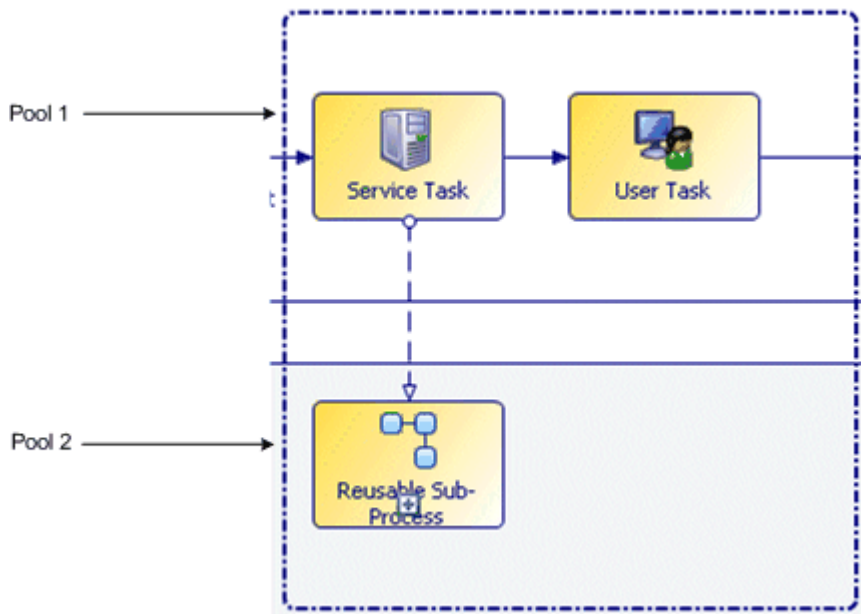 Pool 1
Service Task
User Task
t
Pool 2
Reusable Sub-
Process